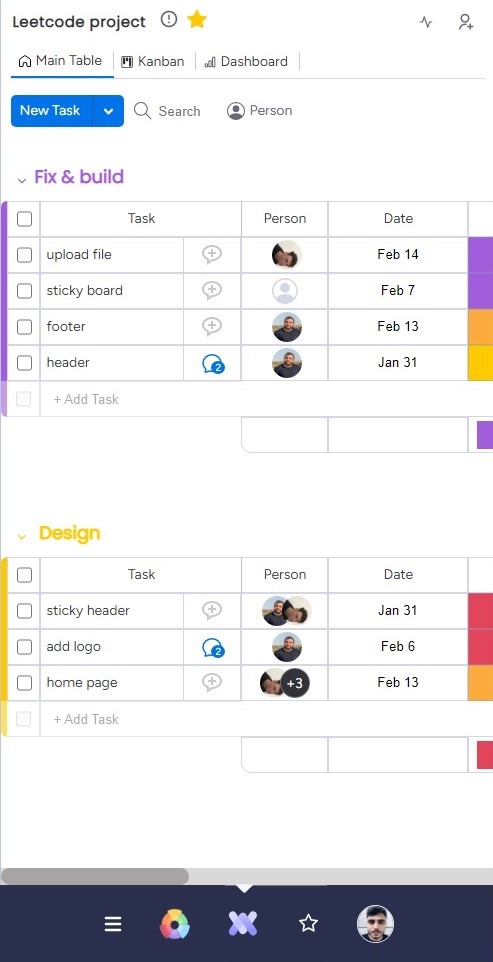 Leetcode project
Main Table Kanban Dashboard
New Task Search Person
Fix & build
Task Person Date
upload file Feb 14
sticky board Feb 7
footer Feb 13
header 2 Jan 31
+ Add Task
Design
Task Person Date
sticky header Jan 31
add logo 2 Feb 6
home page +3 Feb 13
+ Add Task